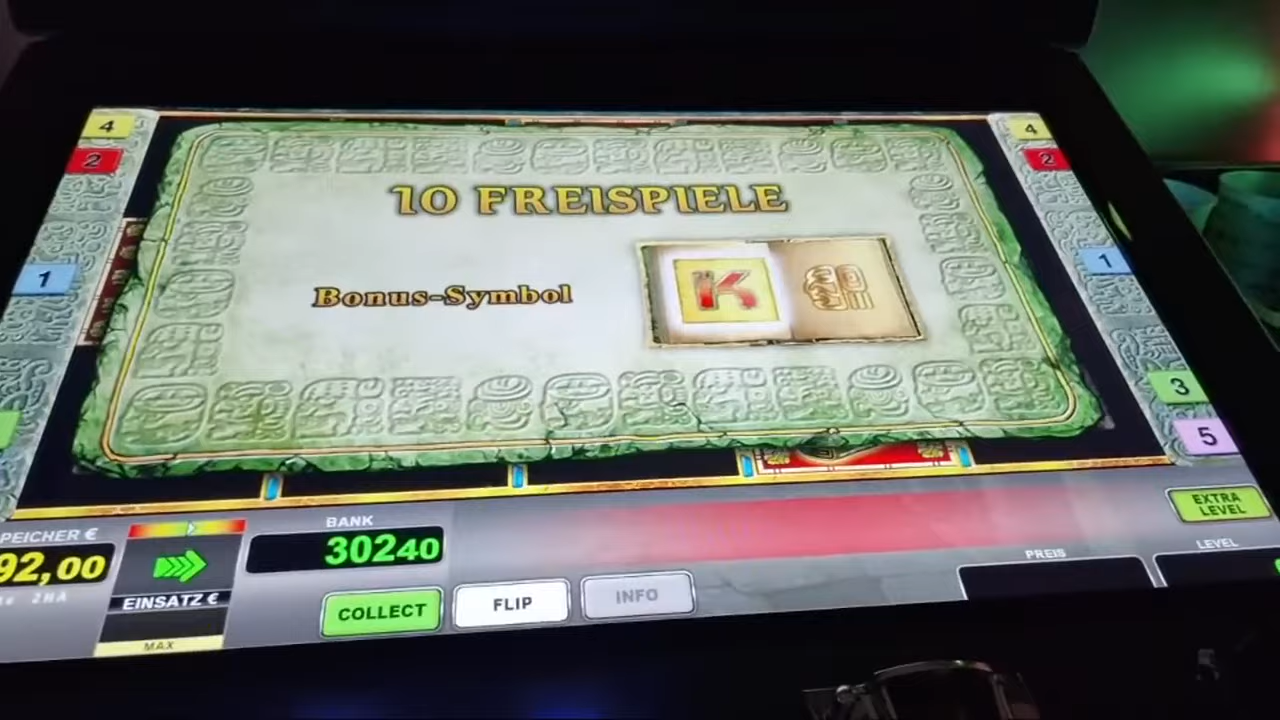 4
4
2
2
10 FREISPIELE
Bonus-Symbol
K
1
1
3
5
EXTRA
LEVEL
PEICHER €
92,00
BANK
30240
EINSATZ €
MAX
COLLECT
FLIP
INFO
PREIS
LEVEL